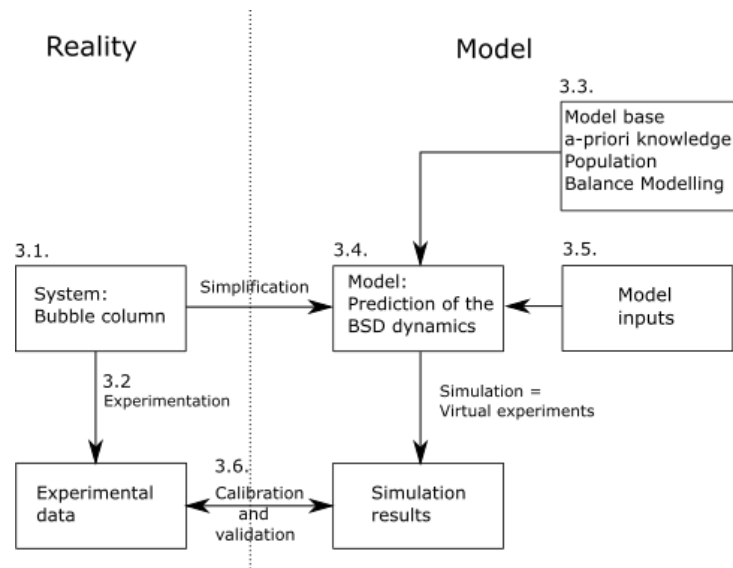 Reality
Model
3.3.
Model base
a-priori knowledge
Population
Balance Modelling
3.1.
System:
Bubble column
Simplification
3.4.
Model:
Prediction of the
BSD dynamics
3.5.
Model
inputs
3.2
Experimentation
Simulation =
Virtual experiments
Experimental
data
3.6.
Calibration
and
validation
Simulation
results